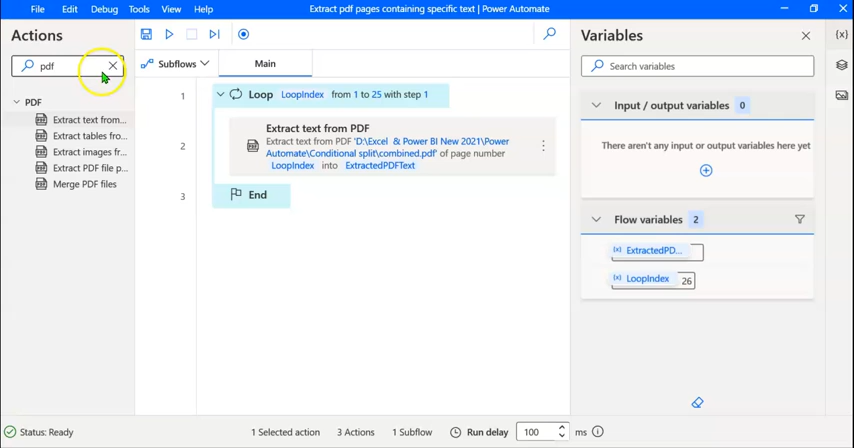 File Edit Debug Tools View Help Extract pdf pages containing specific text | Power Automate
Actions
pdf
PDF
Extract text from...
Extract tables fro...
Extract images fr...
Extract PDF file p...
Merge PDF files
Subflows Main
1 Loop LoopIndex from 1 to 25 with step 1
2 Extract text from PDF
Extract text from PDF 'D:\Excel & Power BI New 2021\Power
Automate\Conditional split\combined.pdf' of page number
LoopIndex into ExtractedPDFText
3 End
Variables {x}
Search variables
Input / output variables 0
There aren't any input or output variables here yet
Flow variables 2
(x) ExtractedPD...
(x) LoopIndex 26
Status: Ready 1 Selected action 3 Actions 1 Subflow Run delay 100 ms